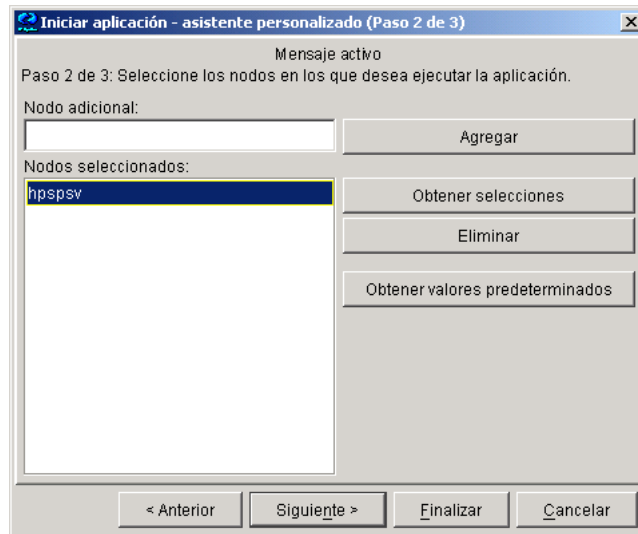 Iniciar aplicación - asistente personalizado (Paso 2 de 3)
Mensaje activo
Paso 2 de 3: Seleccione los nodos en los que desea ejecutar la aplicación.
Nodo adicional:
Agregar
Nodos seleccionados:
hpspsv
Obtener selecciones
Eliminar
Obtener valores predeterminados
< Anterior
Siguiente >
Finalizar
Cancelar